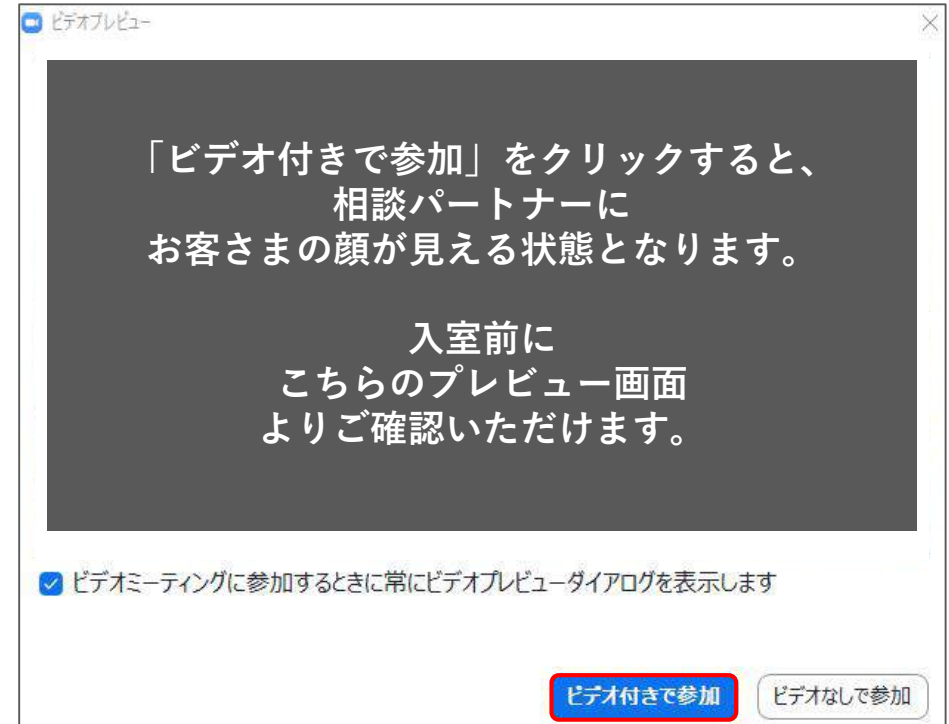 ビデオプレビュー
「ビデオ付きで参加」をクリックすると、
相談パートナーに
お客さまの顔が見える状態となります。
入室前に
こちらのプレビュー画面
よりご確認いただけます。
ビデオミーティングに参加するときに常にビデオプレビューダイアログを表示します
ビデオ付きで参加 ビデオなしで参加